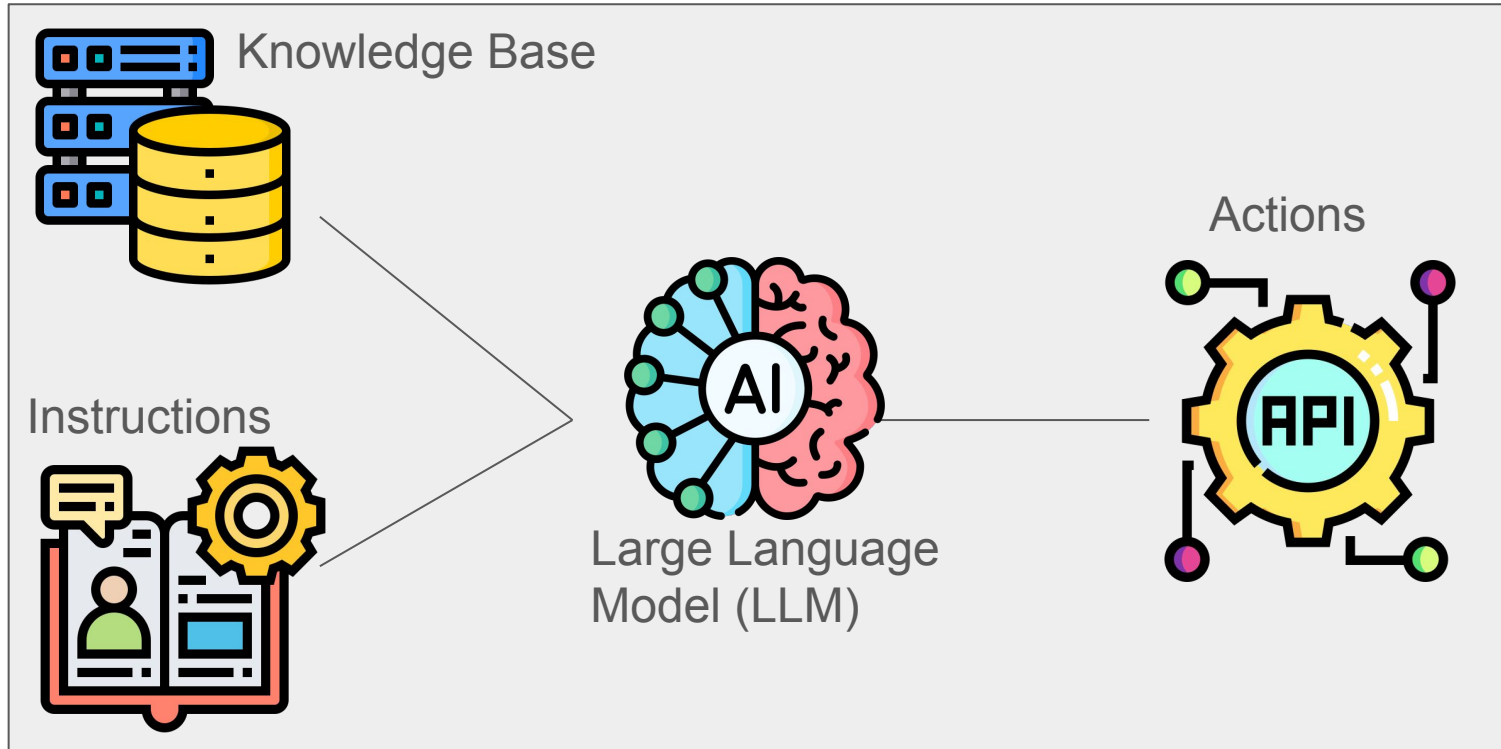 Knowledge Base
Instructions
AI
Large Language
Model (LLM)
Actions
API